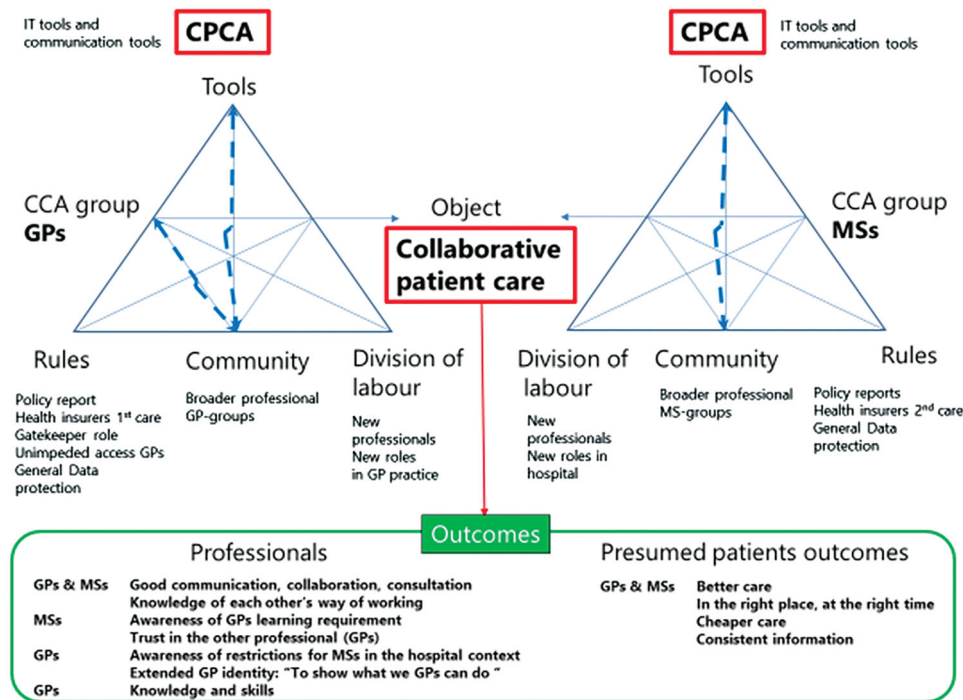 IT tools and
communication tools
CPCA
Tools
CCA group
GPs
CPCA
IT tools and
communication tools
Tools
CCA group
MSs
Object
Collaborative
patient care
Rules
Policy report
Health insurers 1st care
Gatekeeper role
Unimpeded access GPs
General Data
protection
Community
Broader professional
GP-groups
Division of
labour
New
professionals
New roles
in GP practice
Division of
labour
New
professionals
New roles in
hospital
Community
Broader professional
MS-groups
Rules
Policy reports
Health insurers 2nd care
General Data
protection
Outcomes
Professionals
GPs & MSs Good communication, collaboration, consultation
Knowledge of each other's way of working
MSs Awareness of GPs learning requirement
Trust in the other professional (GPs)
GPs Awareness of restrictions for MSs in the hospital context
Extended GP identity: "To show what we GPs can do "
GPs Knowledge and skills
Presumed patients outcomes
GPs & MSs Better care
In the right place, at the right time
Cheaper care
Consistent information